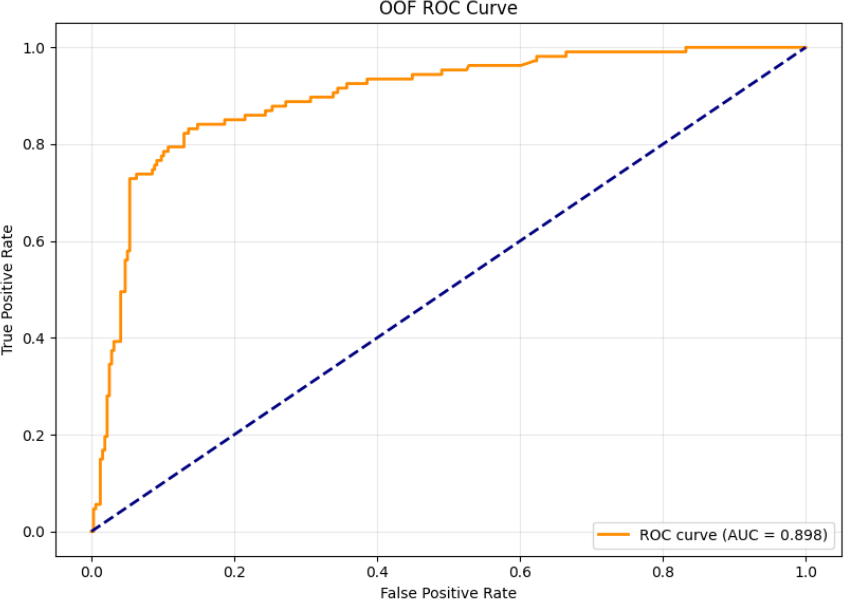 OOF ROC Curve
True Positive Rate
1.0
0.8
0.6
0.4
0.2
0.0
ROC curve (AUC = 0.898)
0.0 0.2 0.4 0.6 0.8 1.0
False Positive Rate